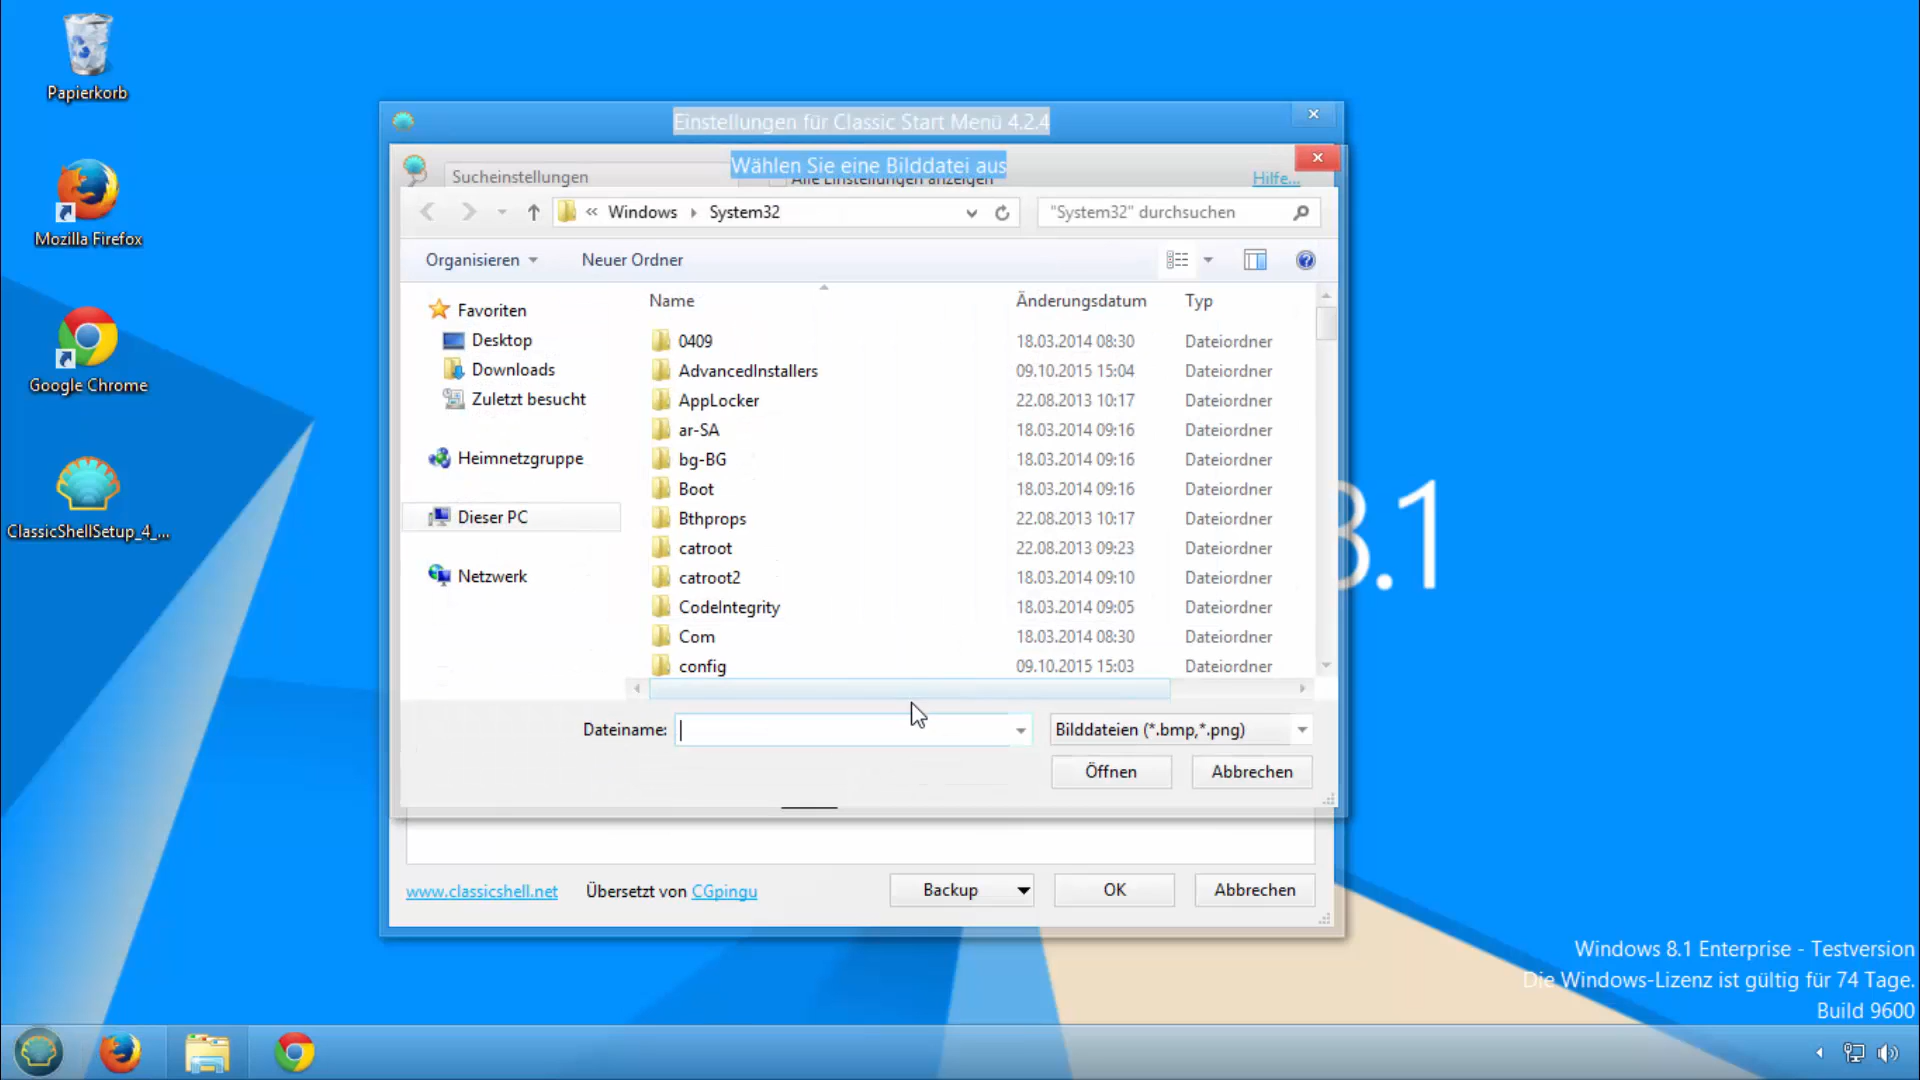 Papierkorb
Mozilla Firefox
Google Chrome
ClassicShellSetup_4_...
Einstellungen für Classic Start Menü 4.2.4
Wählen Sie eine Bilddatei aus
Sucheinstellungen
Alle Einstellungen anzeigen
Hilfe...
« Windows System32
"System32" durchsuchen
Organisieren
Neuer Ordner
Favoriten
Desktop
Downloads
Zuletzt besucht
Heimnetzgruppe
Dieser PC
Netzwerk
Name Änderungsdatum Typ
0409 18.03.2014 08:30 Dateiordner
AdvancedInstallers 09.10.2015 15:04 Dateiordner
AppLocker 22.08.2013 10:17 Dateiordner
ar-SA 18.03.2014 09:16 Dateiordner
bg-BG 18.03.2014 09:16 Dateiordner
Boot 18.03.2014 09:16 Dateiordner
Bthprops 22.08.2013 10:17 Dateiordner
catroot 22.08.2013 09:23 Dateiordner
catroot2 18.03.2014 09:10 Dateiordner
CodeIntegrity 18.03.2014 09:05 Dateiordner
Com 18.03.2014 08:30 Dateiordner
config 09.10.2015 15:03 Dateiordner
Dateiname:
Bilddateien (*.bmp,*.png)
Öffnen
Abbrechen
www.classicshell.net
Übersetzt von CGpingu
Backup
OK
Abbrechen
8.1
Windows 8.1 Enterprise - Testversion
Die Windows-Lizenz ist gültig für 74 Tage.
Build 9600